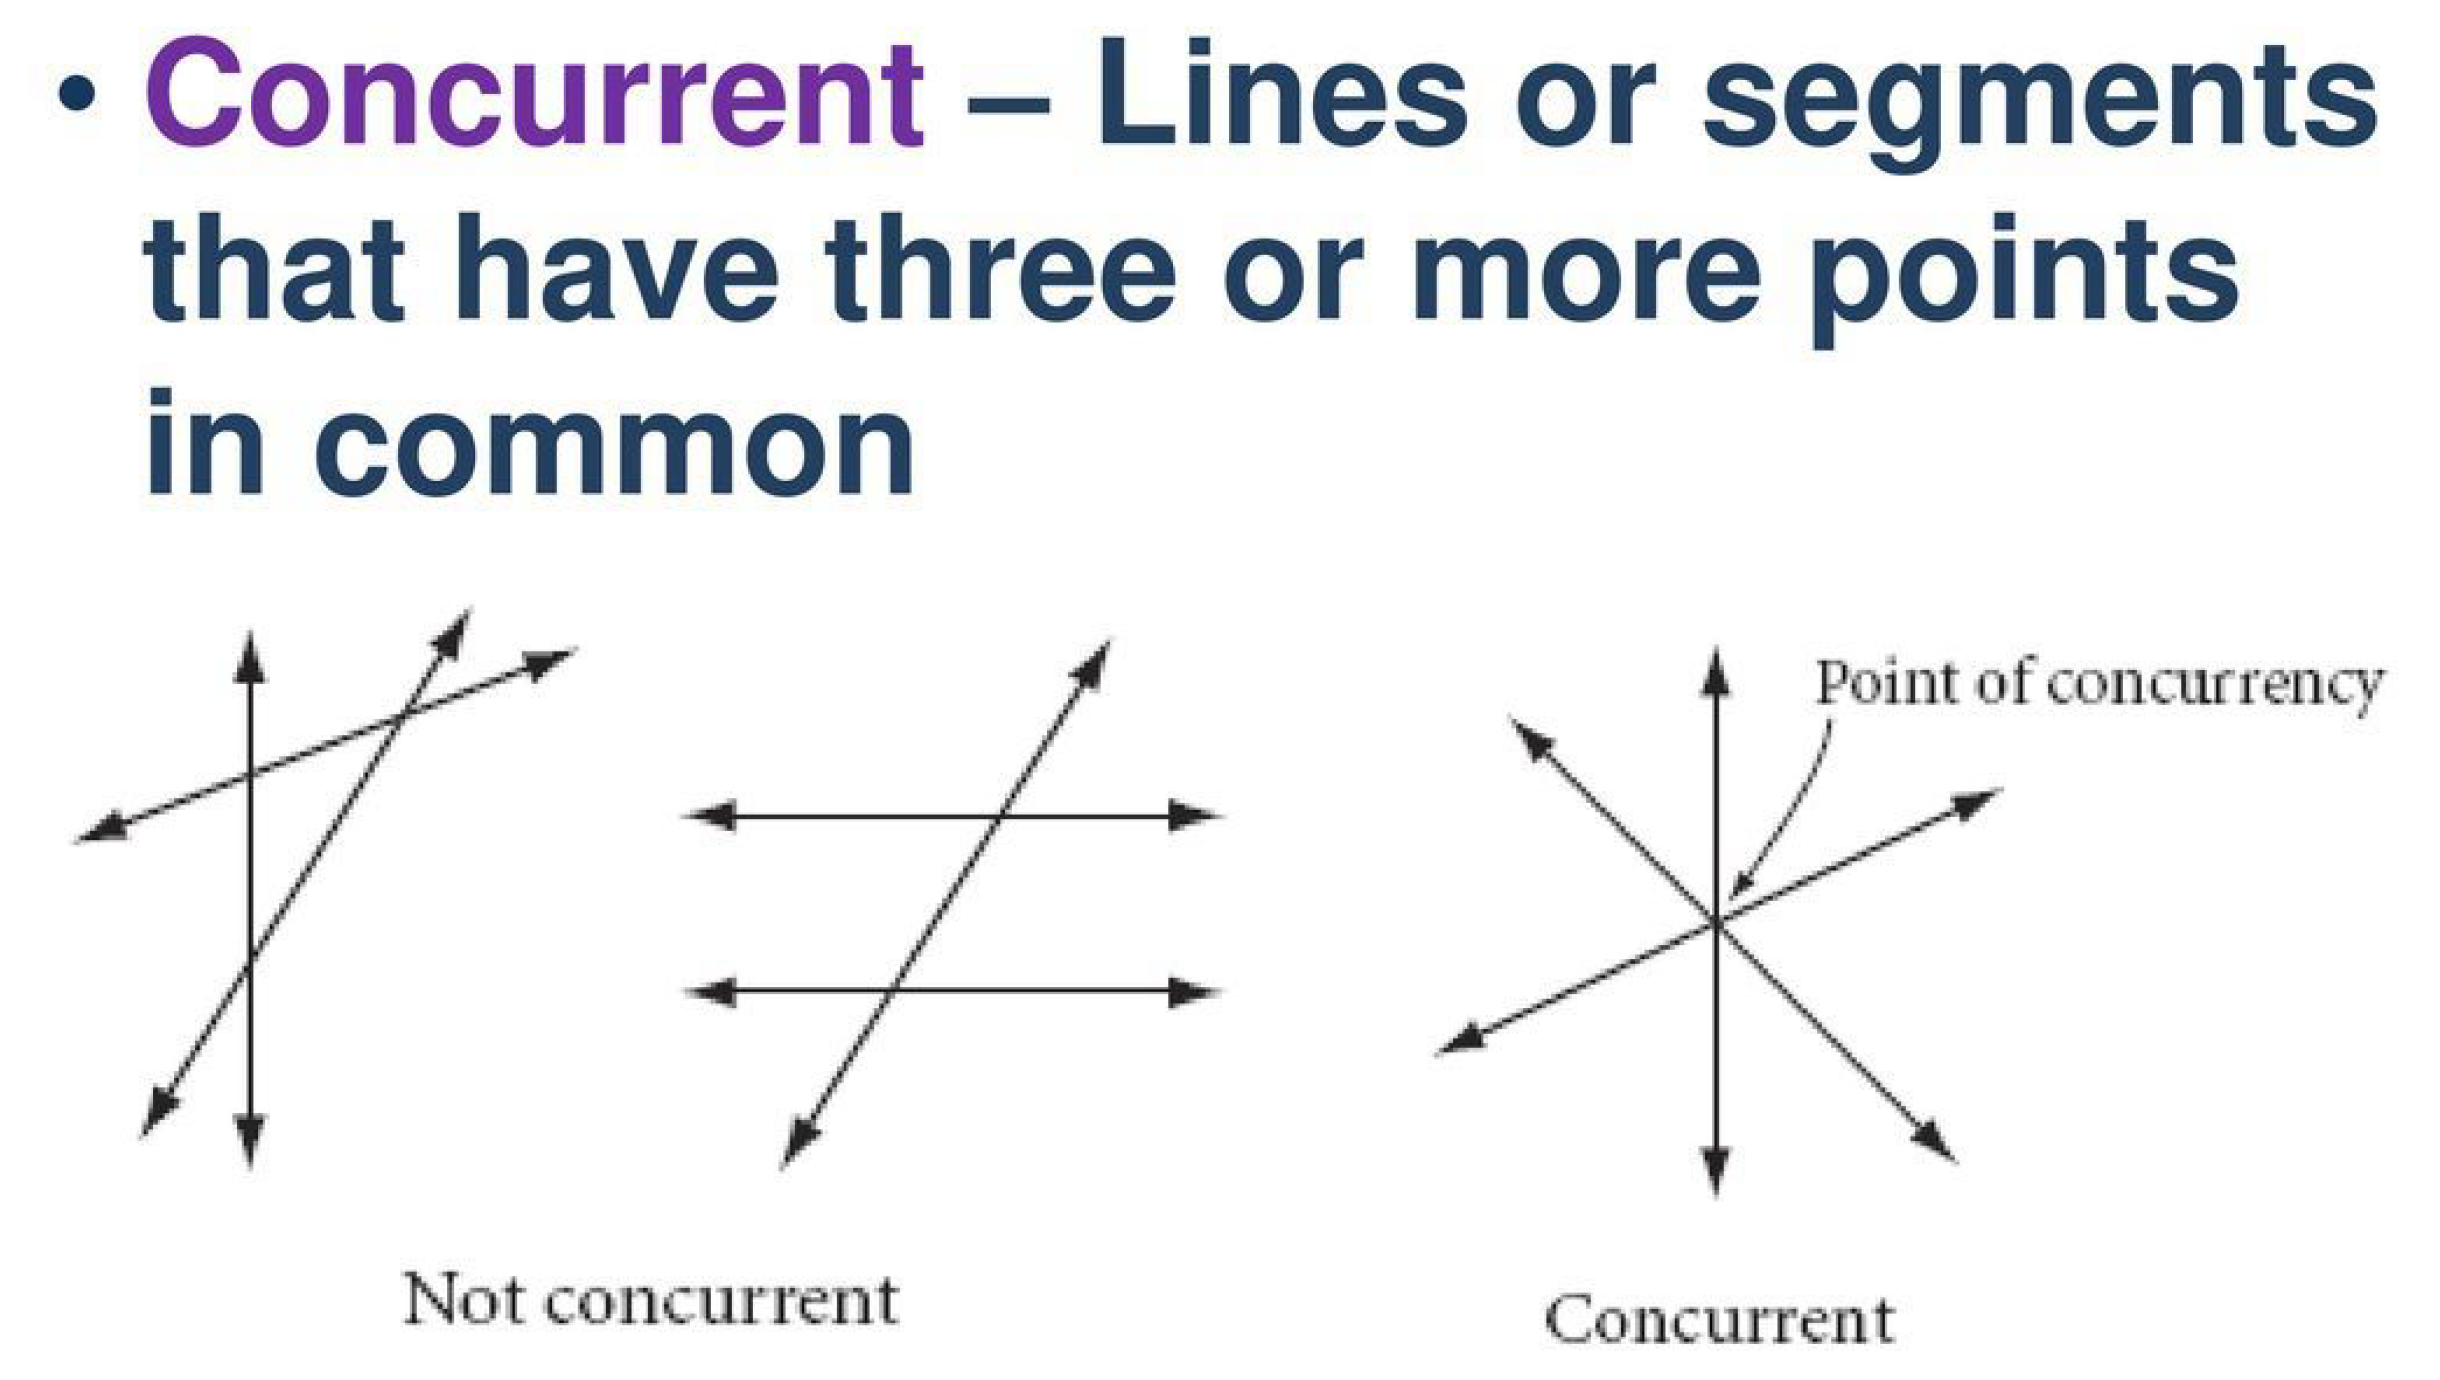 • Concurrent – Lines or segments
that have three or more points
in common
Point of concurrency
Not concurrent
Concurrent